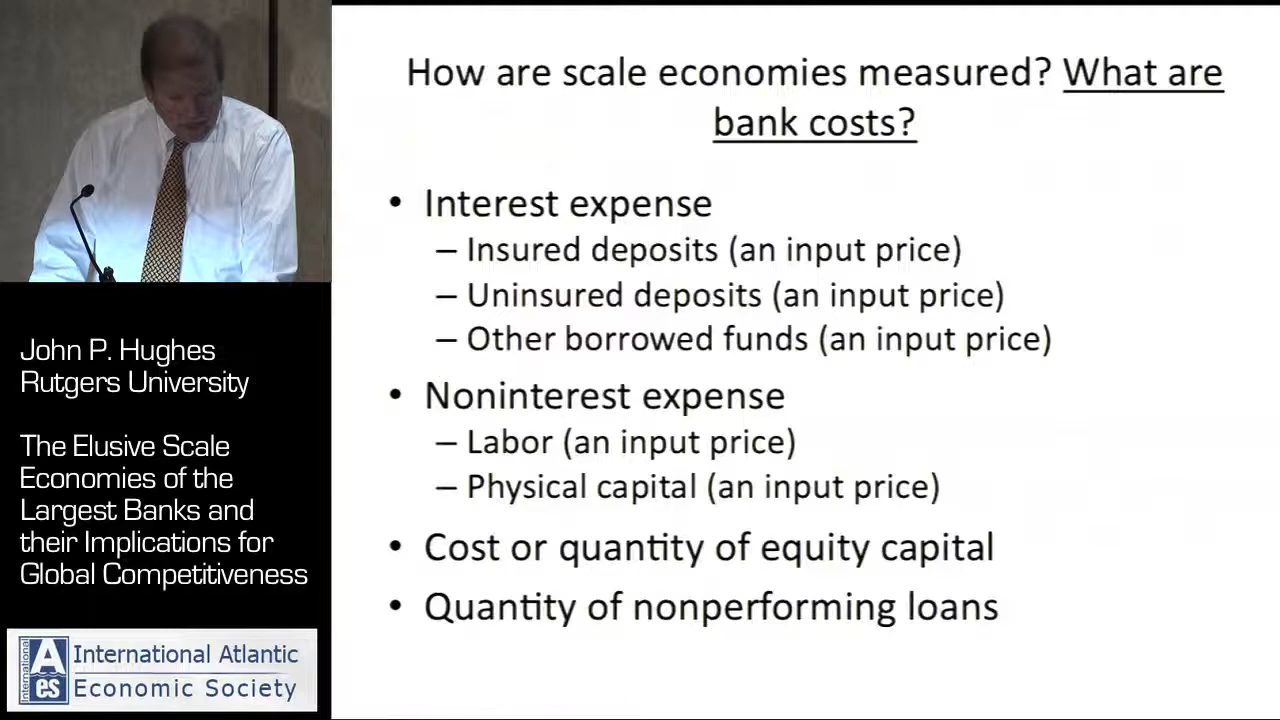 How are scale economies measured? What are
bank costs?
• Interest expense
– Insured deposits (an input price)
– Uninsured deposits (an input price)
– Other borrowed funds (an input price)
• Noninterest expense
– Labor (an input price)
– Physical capital (an input price)
• Cost or quantity of equity capital
• Quantity of nonperforming loans
John P. Hughes
Rutgers University
The Elusive Scale
Economies of the
Largest Banks and
their Implications for
Global Competitiveness
International
A
es
International Atlantic
Economic Society